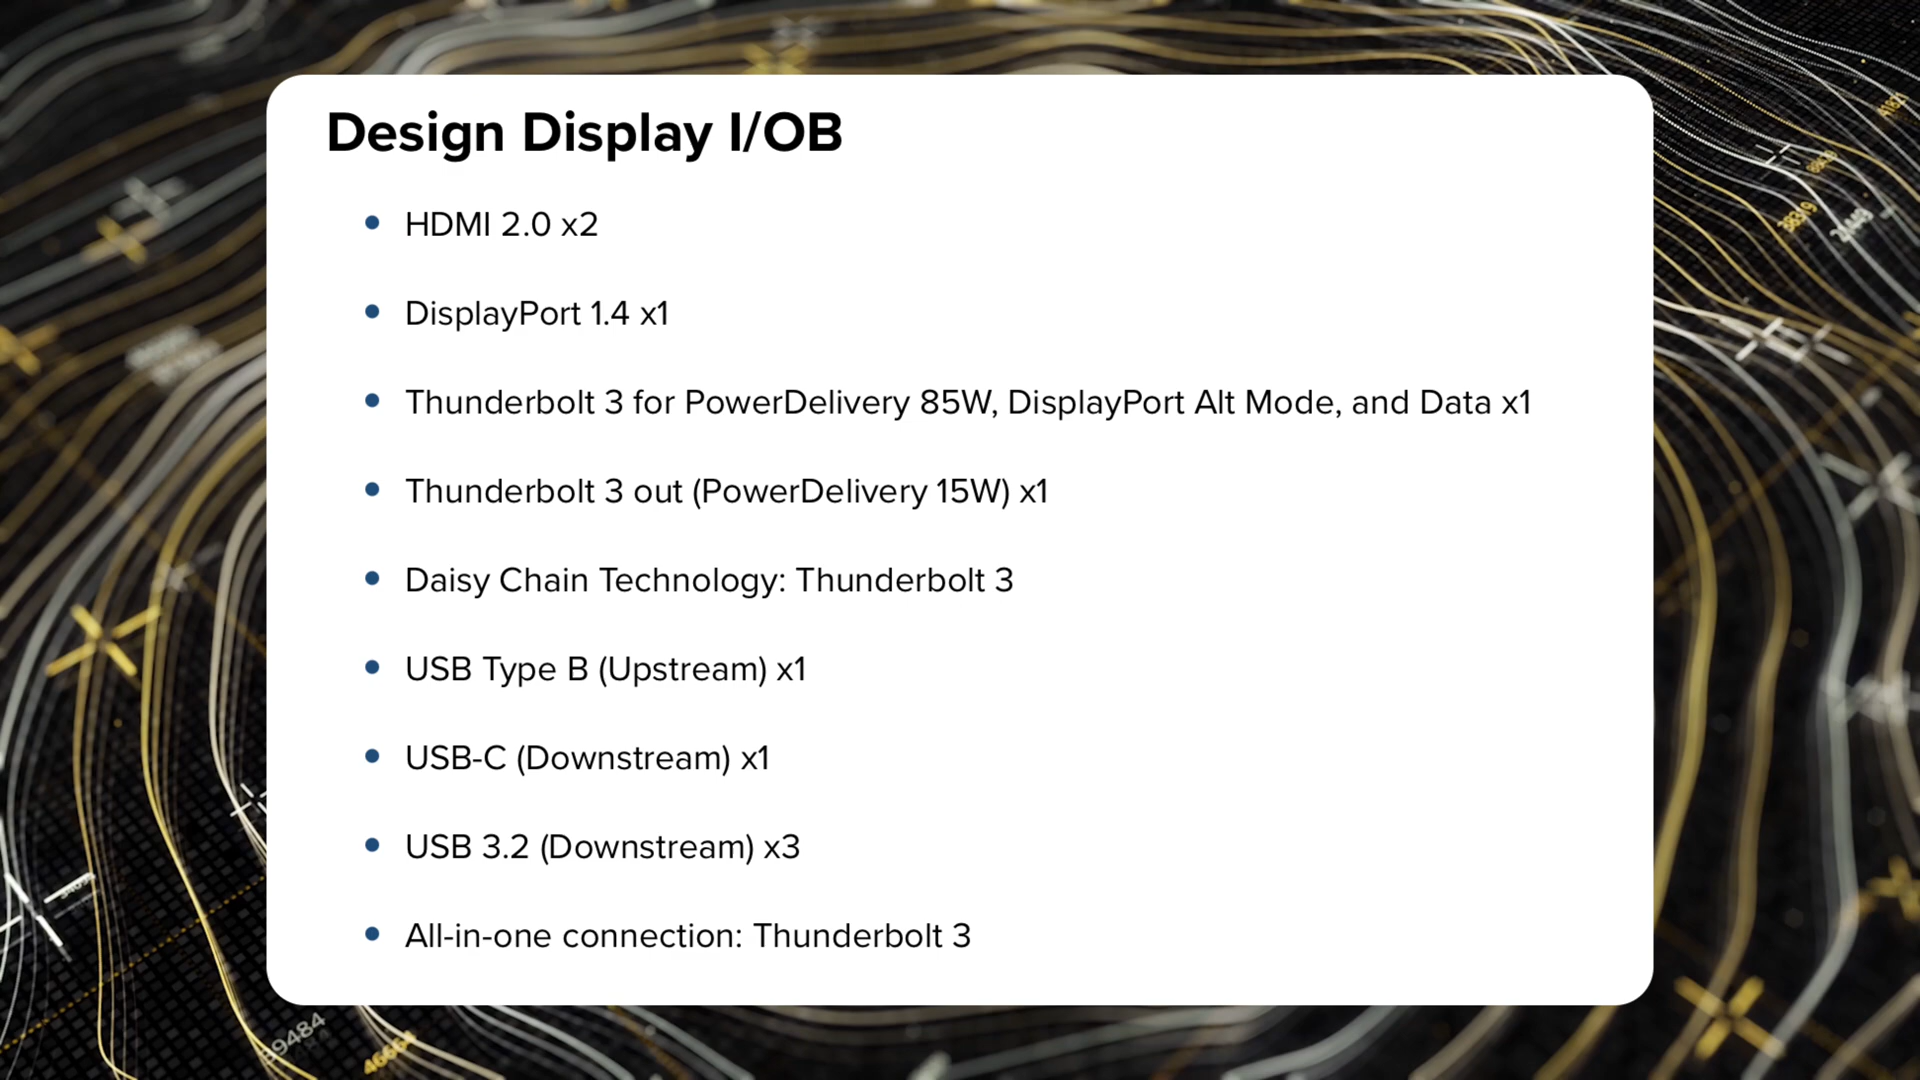 Design Display I/OB
• HDMI 2.0 x2
• DisplayPort 1.4 x1
• Thunderbolt 3 for PowerDelivery 85W, DisplayPort Alt Mode, and Data x1
• Thunderbolt 3 out (PowerDelivery 15W) x1
• Daisy Chain Technology: Thunderbolt 3
• USB Type B (Upstream) x1
• USB-C (Downstream) x1
• USB 3.2 (Downstream) x3
• All-in-one connection: Thunderbolt 3